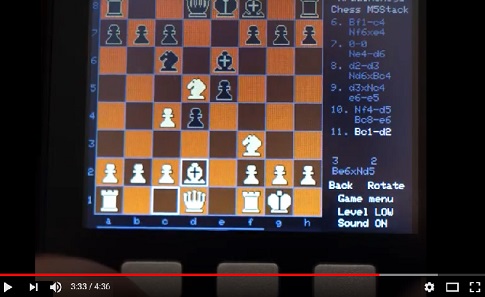 Chess M5Stack
6. Bf1-c4
Nf6xe4
7. 0-0
Ne4-d6
8. d2-d3
Nd6xBc4
9. d3xNc4
e6-e5
10. Nf4-d5
Bc8-e6
11. Bc1-d2
3 2
Be6xNd5
Back Rotate
Game menu
Level LOW
Sound ON
8
7
6
5
4
3
2
1
a b c d e f g h
3:33 / 4:36